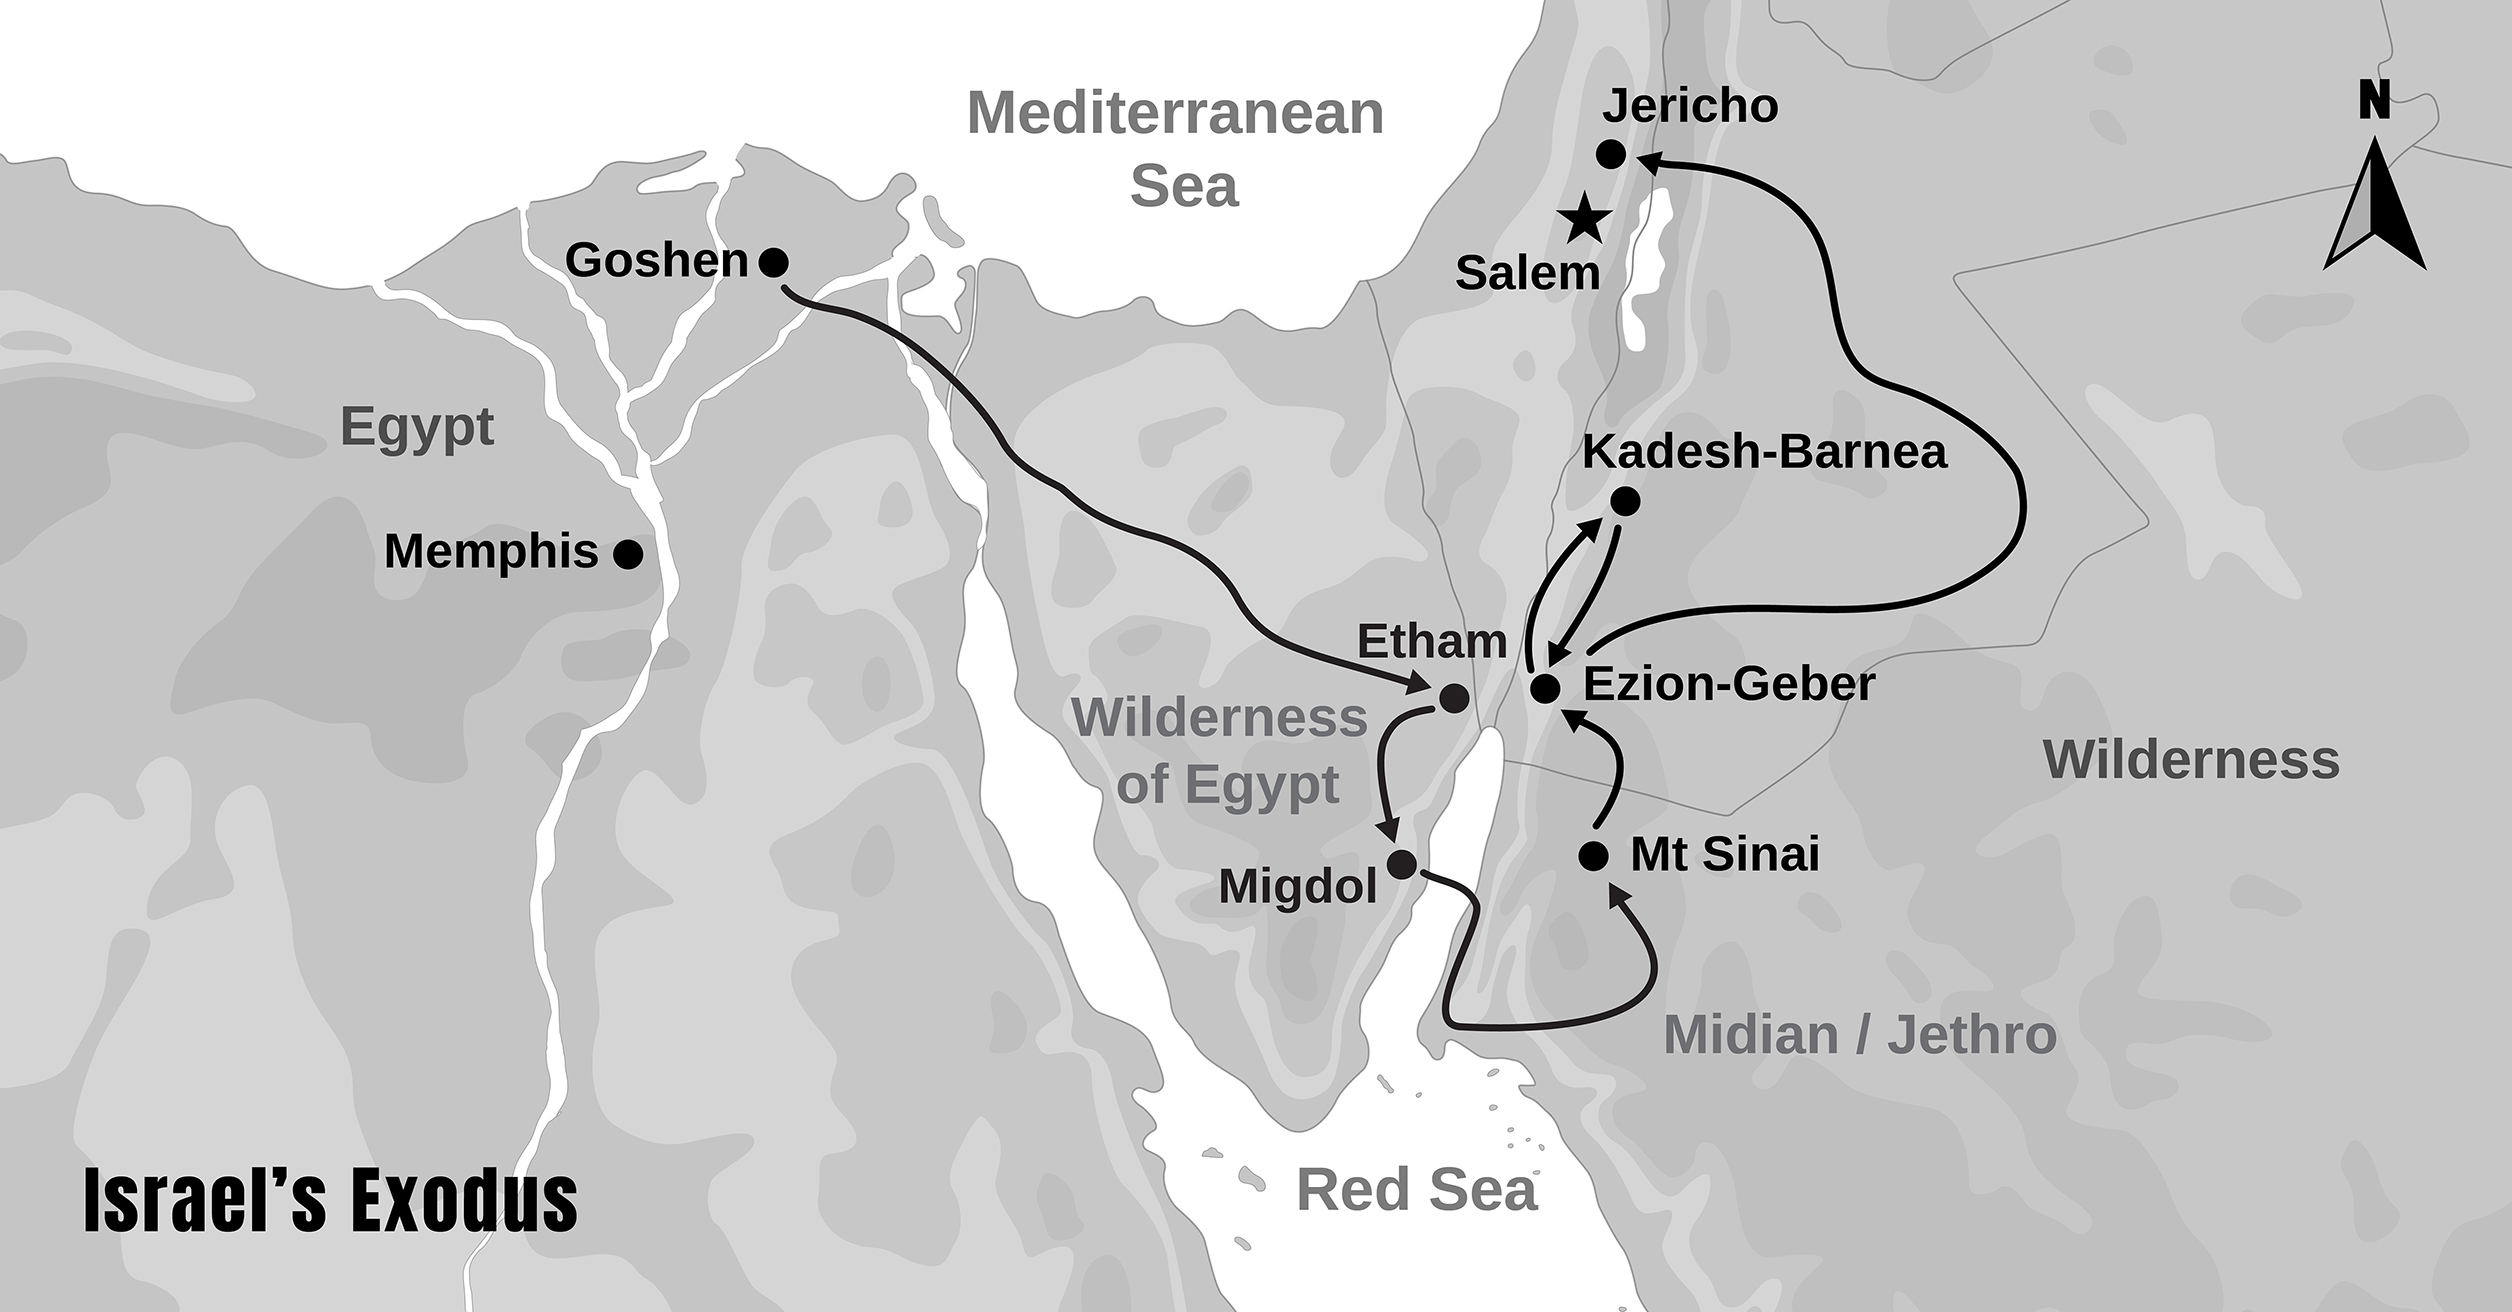 Mediterranean
Sea
Jericho
N
Goshen
Salem
Egypt
Kadesh-Barnea
Memphis
Etham
Ezion-Geber
Wilderness
of Egypt
Wilderness
Mt Sinai
Migdol
Midian / Jethro
Red Sea
Israel’s Exodus